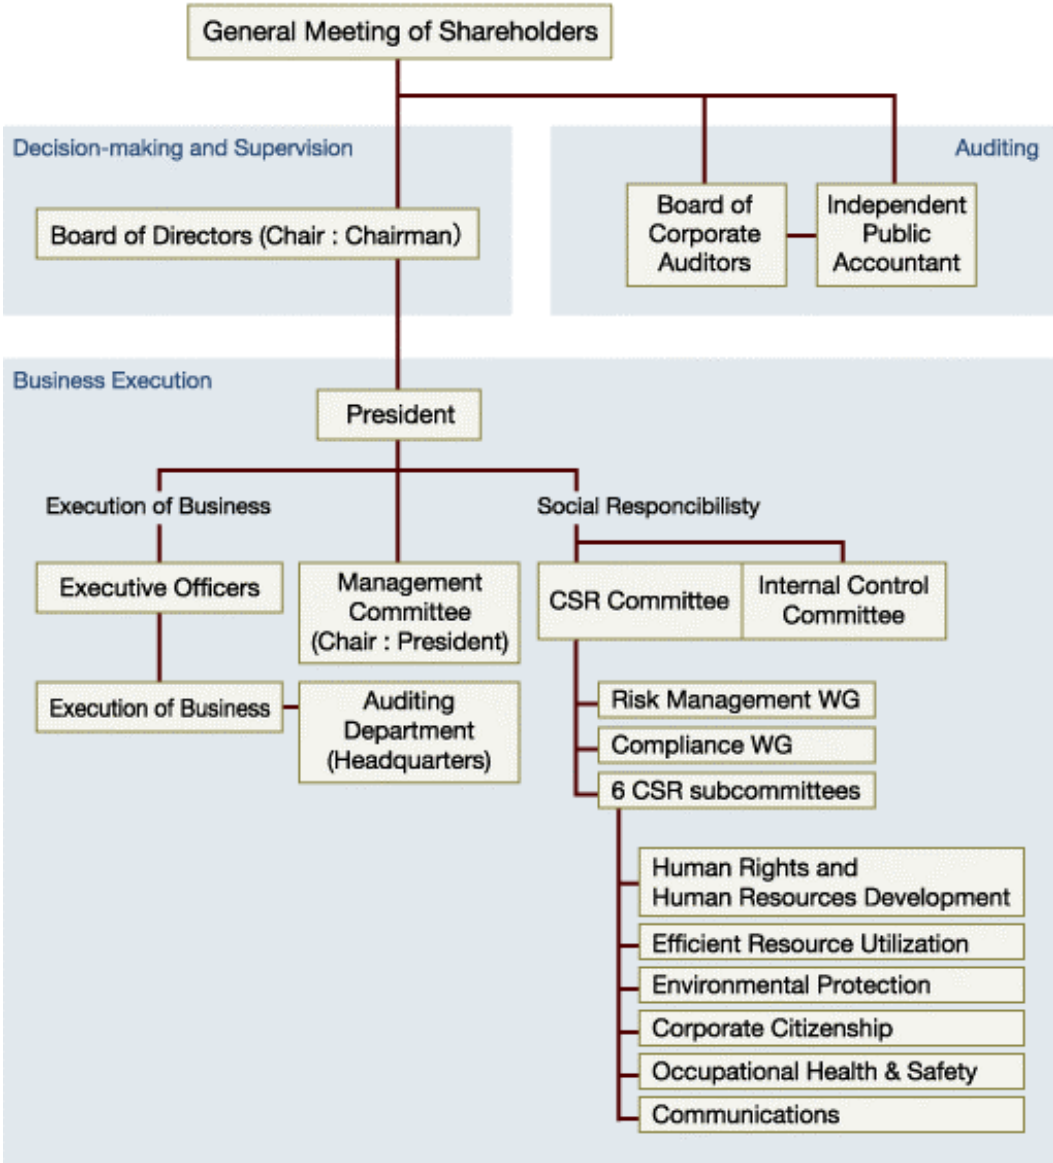 General Meeting of Shareholders
Decision-making and Supervision
Auditing
Board of Directors (Chair : Chairman)
Board of
Corporate
Auditors
Independent
Public
Accountant
Business Execution
President
Execution of Business
Social Responcibilisty
Executive Officers
Management
Committee
(Chair : President)
CSR Committee
Internal Control
Committee
Execution of Business
Auditing
Department
(Headquarters)
Risk Management WG
Compliance WG
6 CSR subcommittees
Human Rights and
Human Resources Development
Efficient Resource Utilization
Environmental Protection
Corporate Citizenship
Occupational Health & Safety
Communications